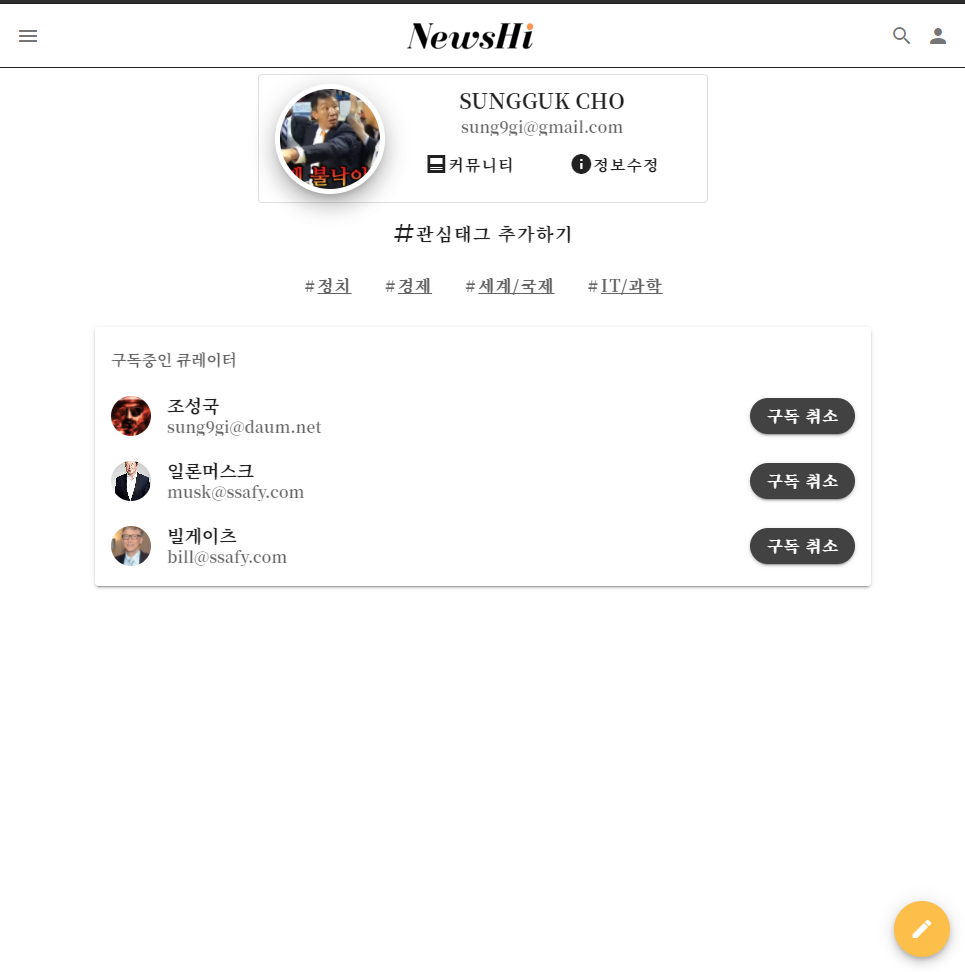 NewsHi
SUNGGUK CHO
sung9gi@gmail.com
불나이
커뮤니티
정보수정
#관심태그 추가하기
#정치 #경제 #세계/국제 #IT/과학
구독중인 큐레이터
조성국
sung9gi@daum.net
구독 취소
일론머스크
musk@ssafy.com
구독 취소
빌게이츠
bill@ssafy.com
구독 취소